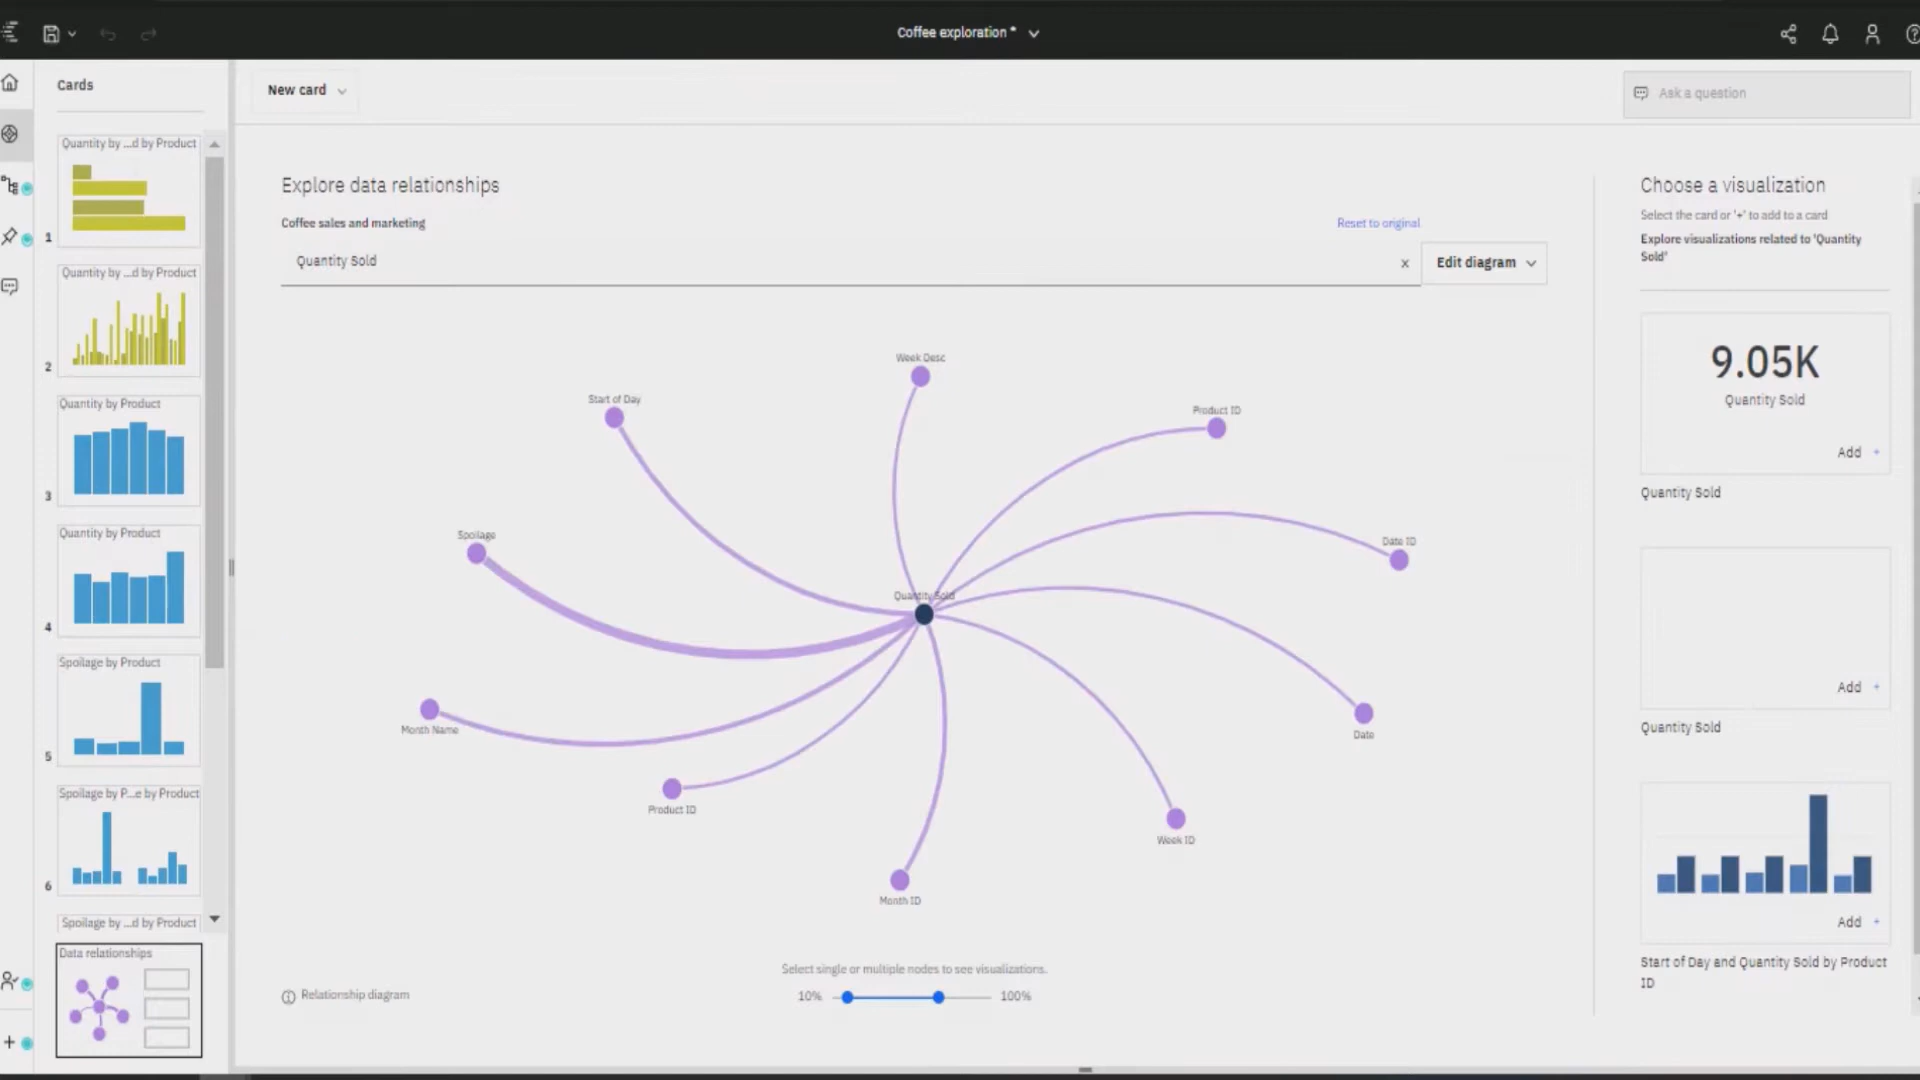 Coffee exploration *
Cards
New card
Ask a question
Quantity by ...d by Product
1
Quantity by ...d by Product
2
Quantity by Product
3
Quantity by Product
4
Spoilage by Product
5
Spoilage by P...e by Product
6
Spoilage by ...d by Product
Data relationships
Explore data relationships
Coffee sales and marketing
Reset to original
Quantity Sold
x
Edit diagram
Week Desc
Start of Day
Product ID
Spoilage
Date ID
Quantity Sold
Month Name
Date
Product ID
Week ID
Month ID
Select single or multiple nodes to see visualizations.
10%
100%
Relationship diagram
Choose a visualization
Select the card or '+' to add to a card
Explore visualizations related to 'Quantity
Sold'
9.05K
Quantity Sold
Add +
Quantity Sold
Add +
Quantity Sold
Add +
Start of Day and Quantity Sold by Product
ID